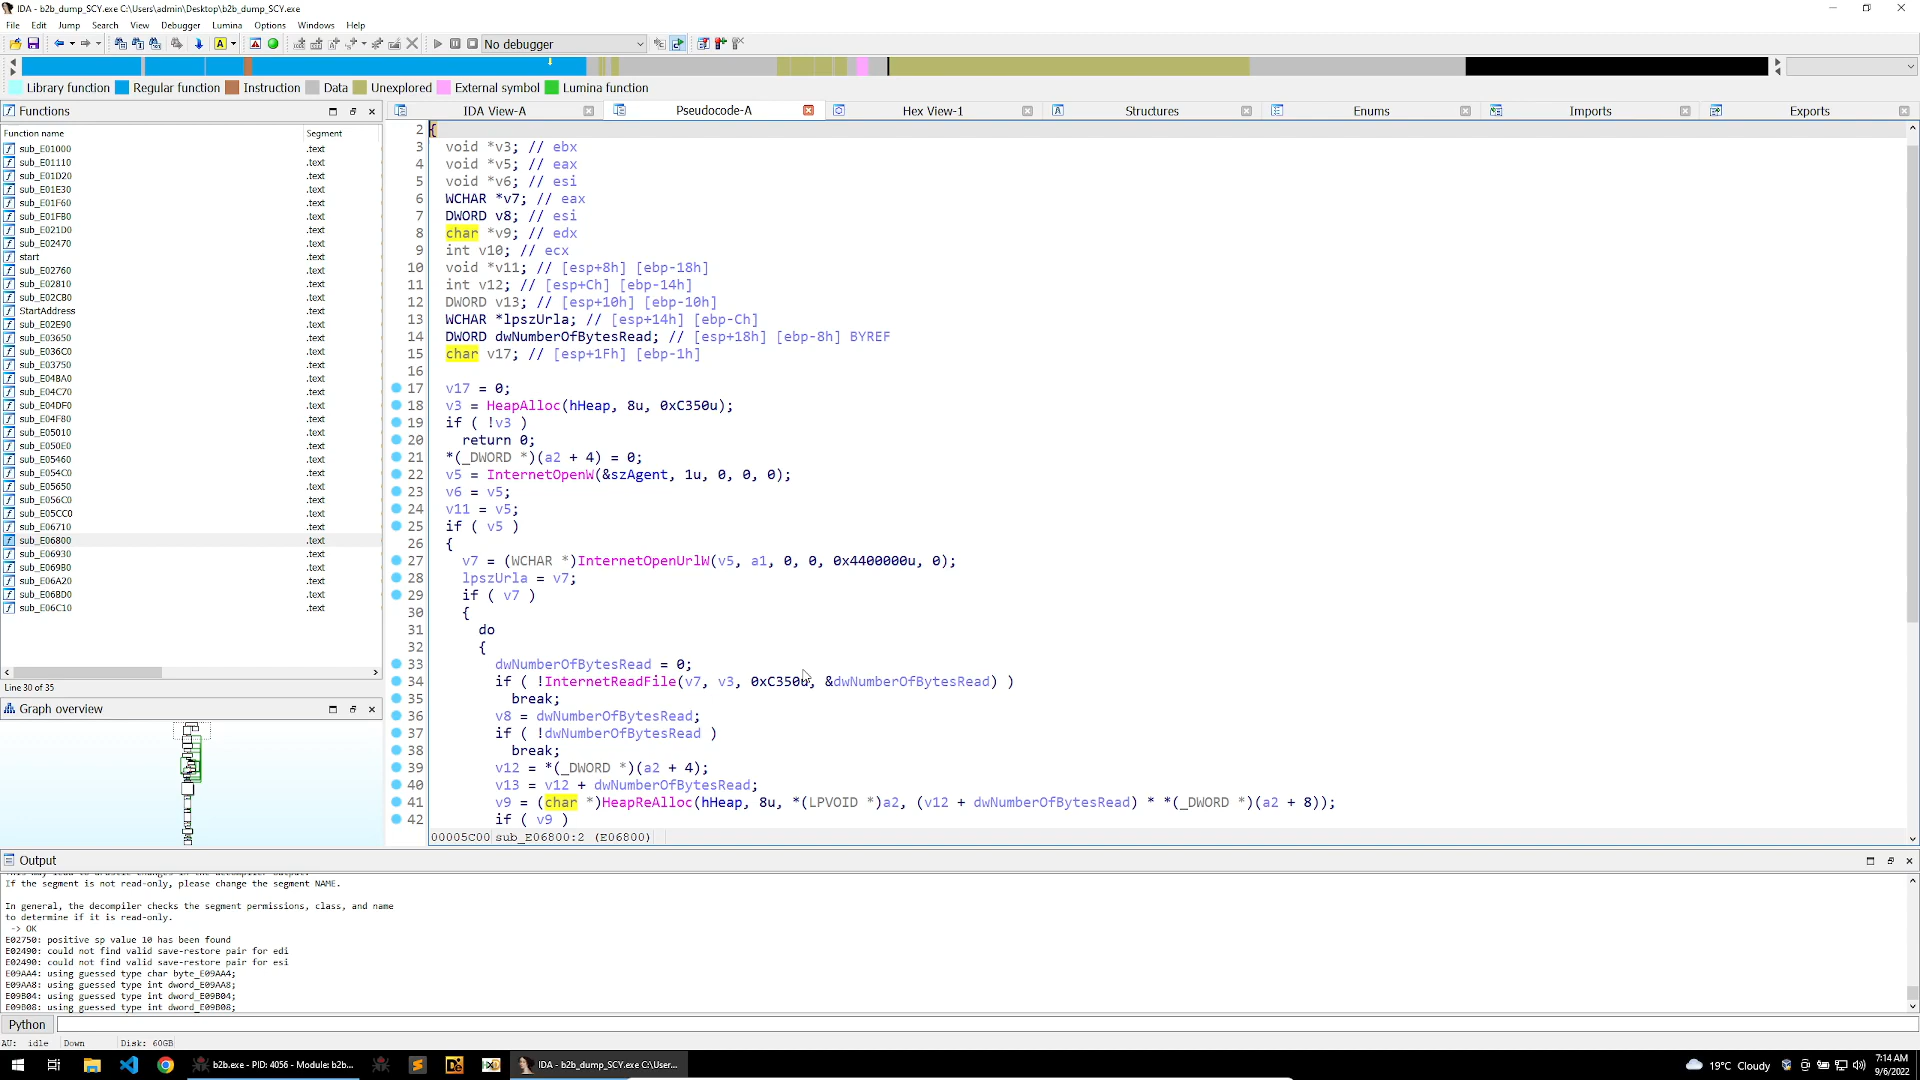 IDA - b2b_dump_SCY.exe C:\Users\admin\Desktop\b2b_dump_SCY.exe
File Edit Jump Search View Debugger Lumina Options Windows Help
No debugger
Library function Regular function Instruction Data Unexplored External symbol Lumina function
Functions
IDA View-A Pseudocode-A Hex View-1 Structures Enums Imports Exports
Function name Segment
sub_E01000 .text
sub_E01110 .text
sub_E01D20 .text
sub_E01E30 .text
sub_E01F60 .text
sub_E01FB0 .text
sub_E021D0 .text
sub_E02470 .text
start .text
sub_E02760 .text
sub_E02810 .text
sub_E02CB0 .text
StartAddress .text
sub_E02E90 .text
sub_E03650 .text
sub_E036C0 .text
sub_E03750 .text
sub_E04BA0 .text
sub_E04C70 .text
sub_E04DF0 .text
sub_E04F80 .text
sub_E05010 .text
sub_E050E0 .text
sub_E05460 .text
sub_E054C0 .text
sub_E05650 .text
sub_E056C0 .text
sub_E05CC0 .text
sub_E06710 .text
sub_E06800 .text
sub_E06930 .text
sub_E069B0 .text
sub_E06A20 .text
sub_E06BD0 .text
sub_E06C10 .text
Line 30 of 35
Graph overview
2 {
3 void *v3; // ebx
4 void *v5; // eax
5 void *v6; // esi
6 WCHAR *v7; // eax
7 DWORD v8; // esi
8 char *v9; // edx
9 int v10; // ecx
10 void *v11; // [esp+8h] [ebp-18h]
11 int v12; // [esp+Ch] [ebp-14h]
12 DWORD v13; // [esp+10h] [ebp-10h]
13 WCHAR *lpszUrla; // [esp+14h] [ebp-Ch]
14 DWORD dwNumberOfBytesRead; // [esp+18h] [ebp-8h] BYREF
15 char v17; // [esp+1Fh] [ebp-1h]
16
17 v17 = 0;
18 v3 = HeapAlloc(hHeap, 8u, 0xC350u);
19 if ( !v3 )
20 return 0;
21 *(_DWORD *)(a2 + 4) = 0;
22 v5 = InternetOpenW(&szAgent, 1u, 0, 0, 0);
23 v6 = v5;
24 v11 = v5;
25 if ( v5 )
26 {
27 v7 = (WCHAR *)InternetOpenUrlW(v5, a1, 0, 0, 0x4400000u, 0);
28 lpszUrla = v7;
29 if ( v7 )
30 {
31 do
32 {
33 dwNumberOfBytesRead = 0;
34 if ( !InternetReadFile(v7, v3, 0xC350u, &dwNumberOfBytesRead) )
35 break;
36 v8 = dwNumberOfBytesRead;
37 if ( !dwNumberOfBytesRead )
38 break;
39 v12 = *(_DWORD *)(a2 + 4);
40 v13 = v12 + dwNumberOfBytesRead;
41 v9 = (char *)HeapReAlloc(hHeap, 8u, *(LPVOID *)a2, (v12 + dwNumberOfBytesRead) * *(_DWORD *)(a2 + 8));
42 if ( v9 )
00005C00 sub_E06800:2 (E06800)
Output
If the segment is not read-only, please change the segment NAME.
In general, the decompiler checks the segment permissions, class, and name
to determine if it is read-only.
-> OK
E02750: positive sp value 10 has been found
E02490: could not find valid save-restore pair for edi
E02490: could not find valid save-restore pair for esi
E09AA4: using guessed type char byte_E09AA4;
E09AA8: using guessed type int dword_E09AA8;
E09B04: using guessed type int dword_E09B04;
E09B08: using guessed type int dword_E09B08;
Python
AU: idle Down Disk: 60GB
b2b.exe - PID: 4056 - Module: b2b... IDA - b2b_dump_SCY.exe C:\User... 19°C Cloudy 7:14 AM
9/6/2022